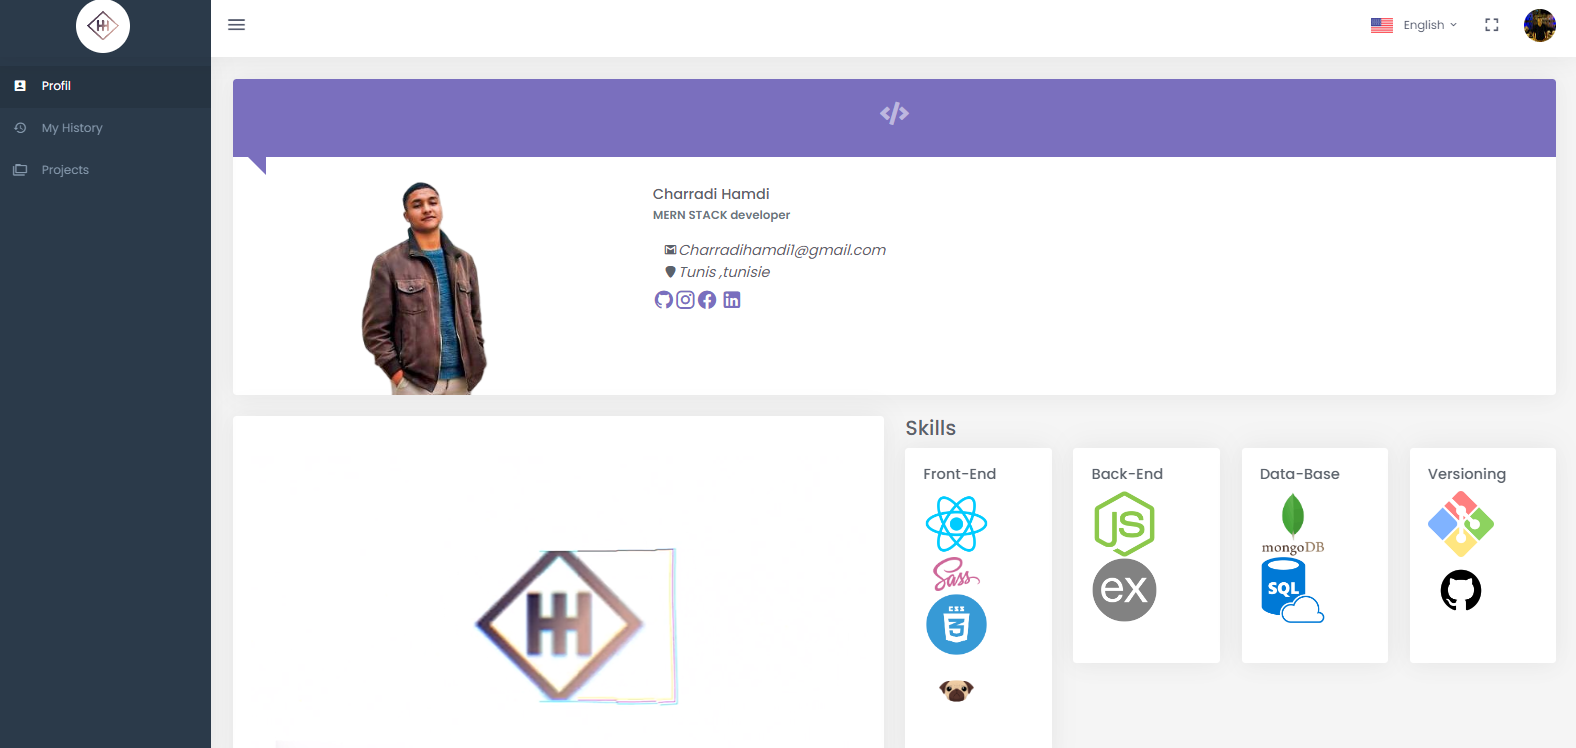 English
Profil
My History
Projects
Charradi Hamdi
MERN STACK developer
Charradihamdi1@gmail.com
Tunis ,tunisie
Skills
Front-End
Back-End
Data-Base
Versioning
JS
mongoDB
Sass
ex
SQL
CSS
3